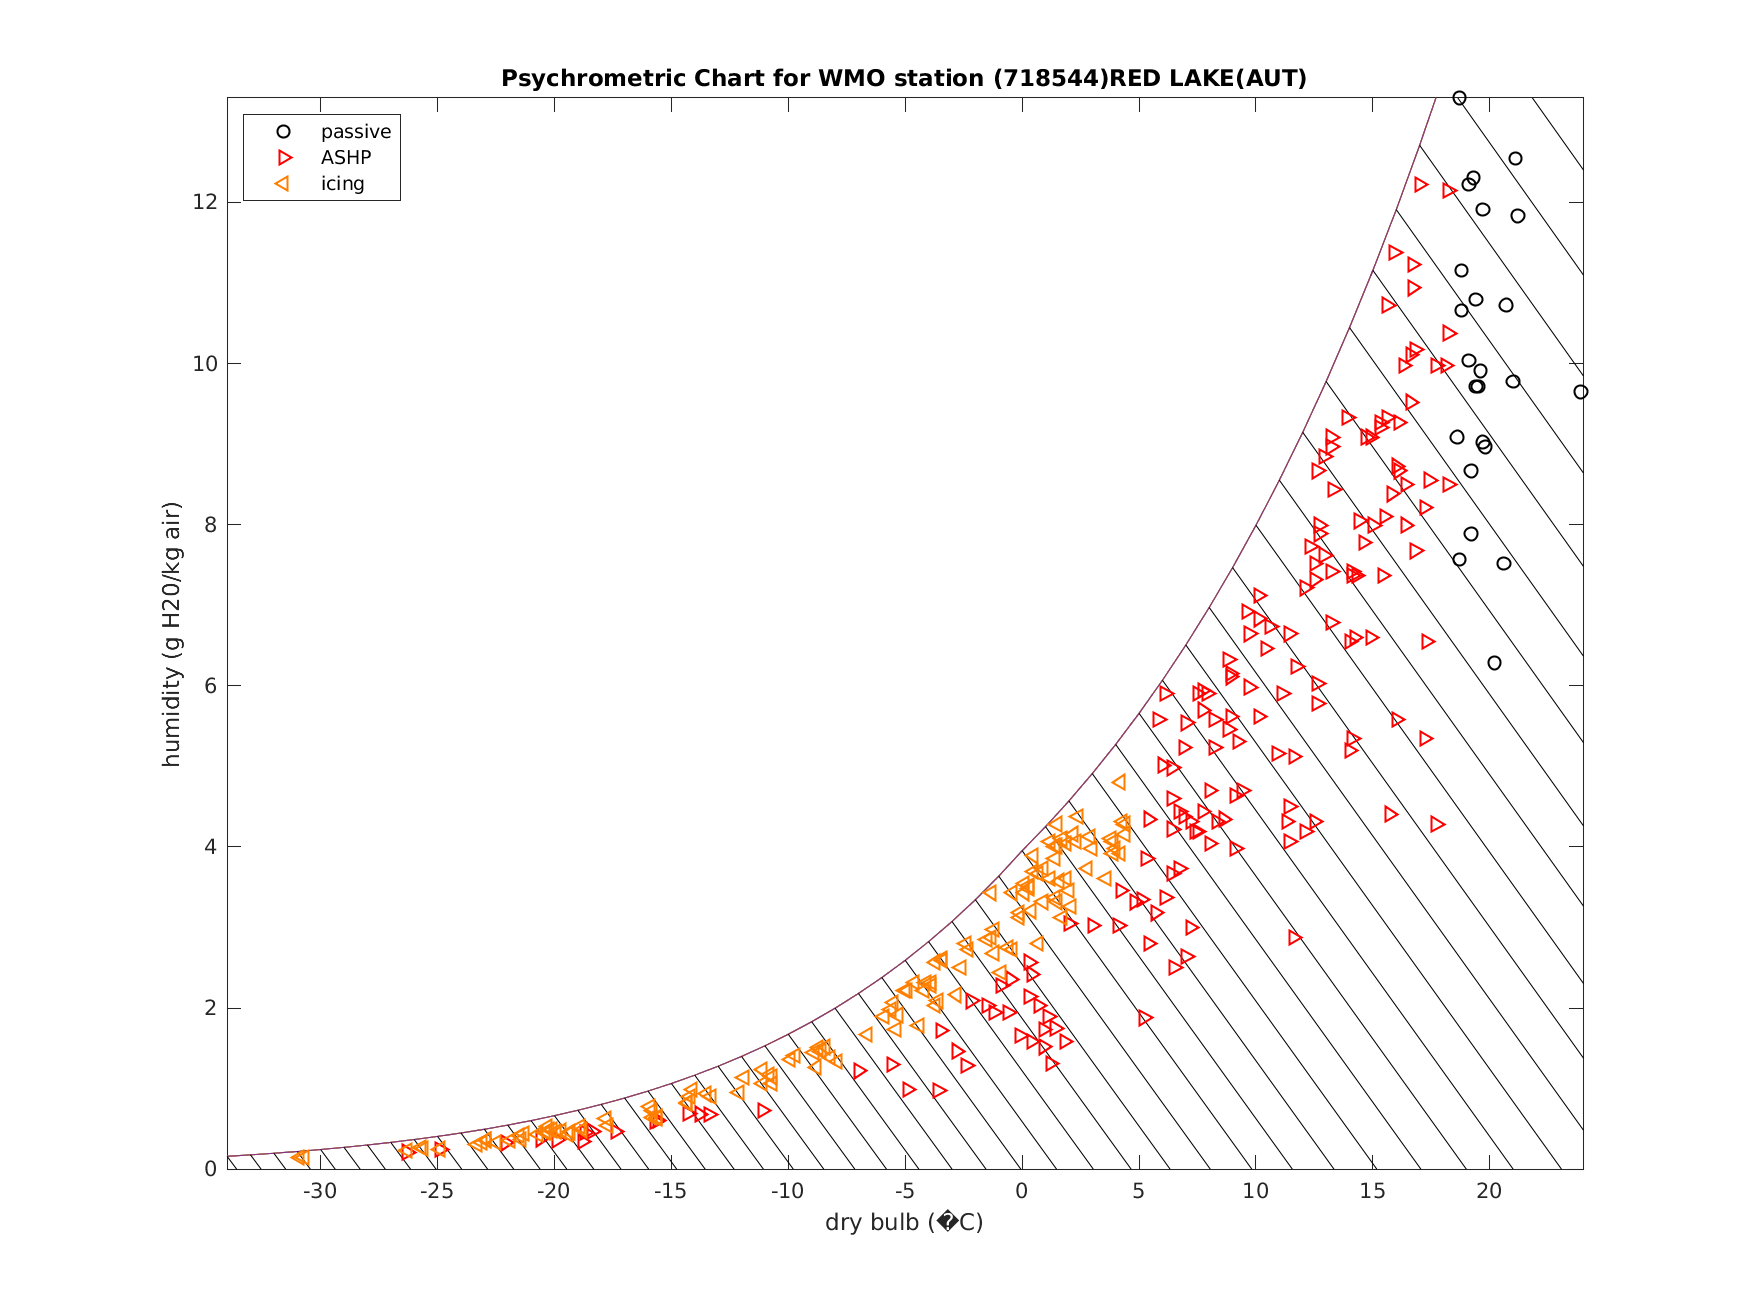 Psychrometric Chart for WMO station (718544)RED LAKE(AUT)
passive
ASHP
icing
humidity (g H20/kg air)
12
10
8
6
4
2
0
-30 -25 -20 -15 -10 -5 0 5 10 15 20
dry bulb (�C)